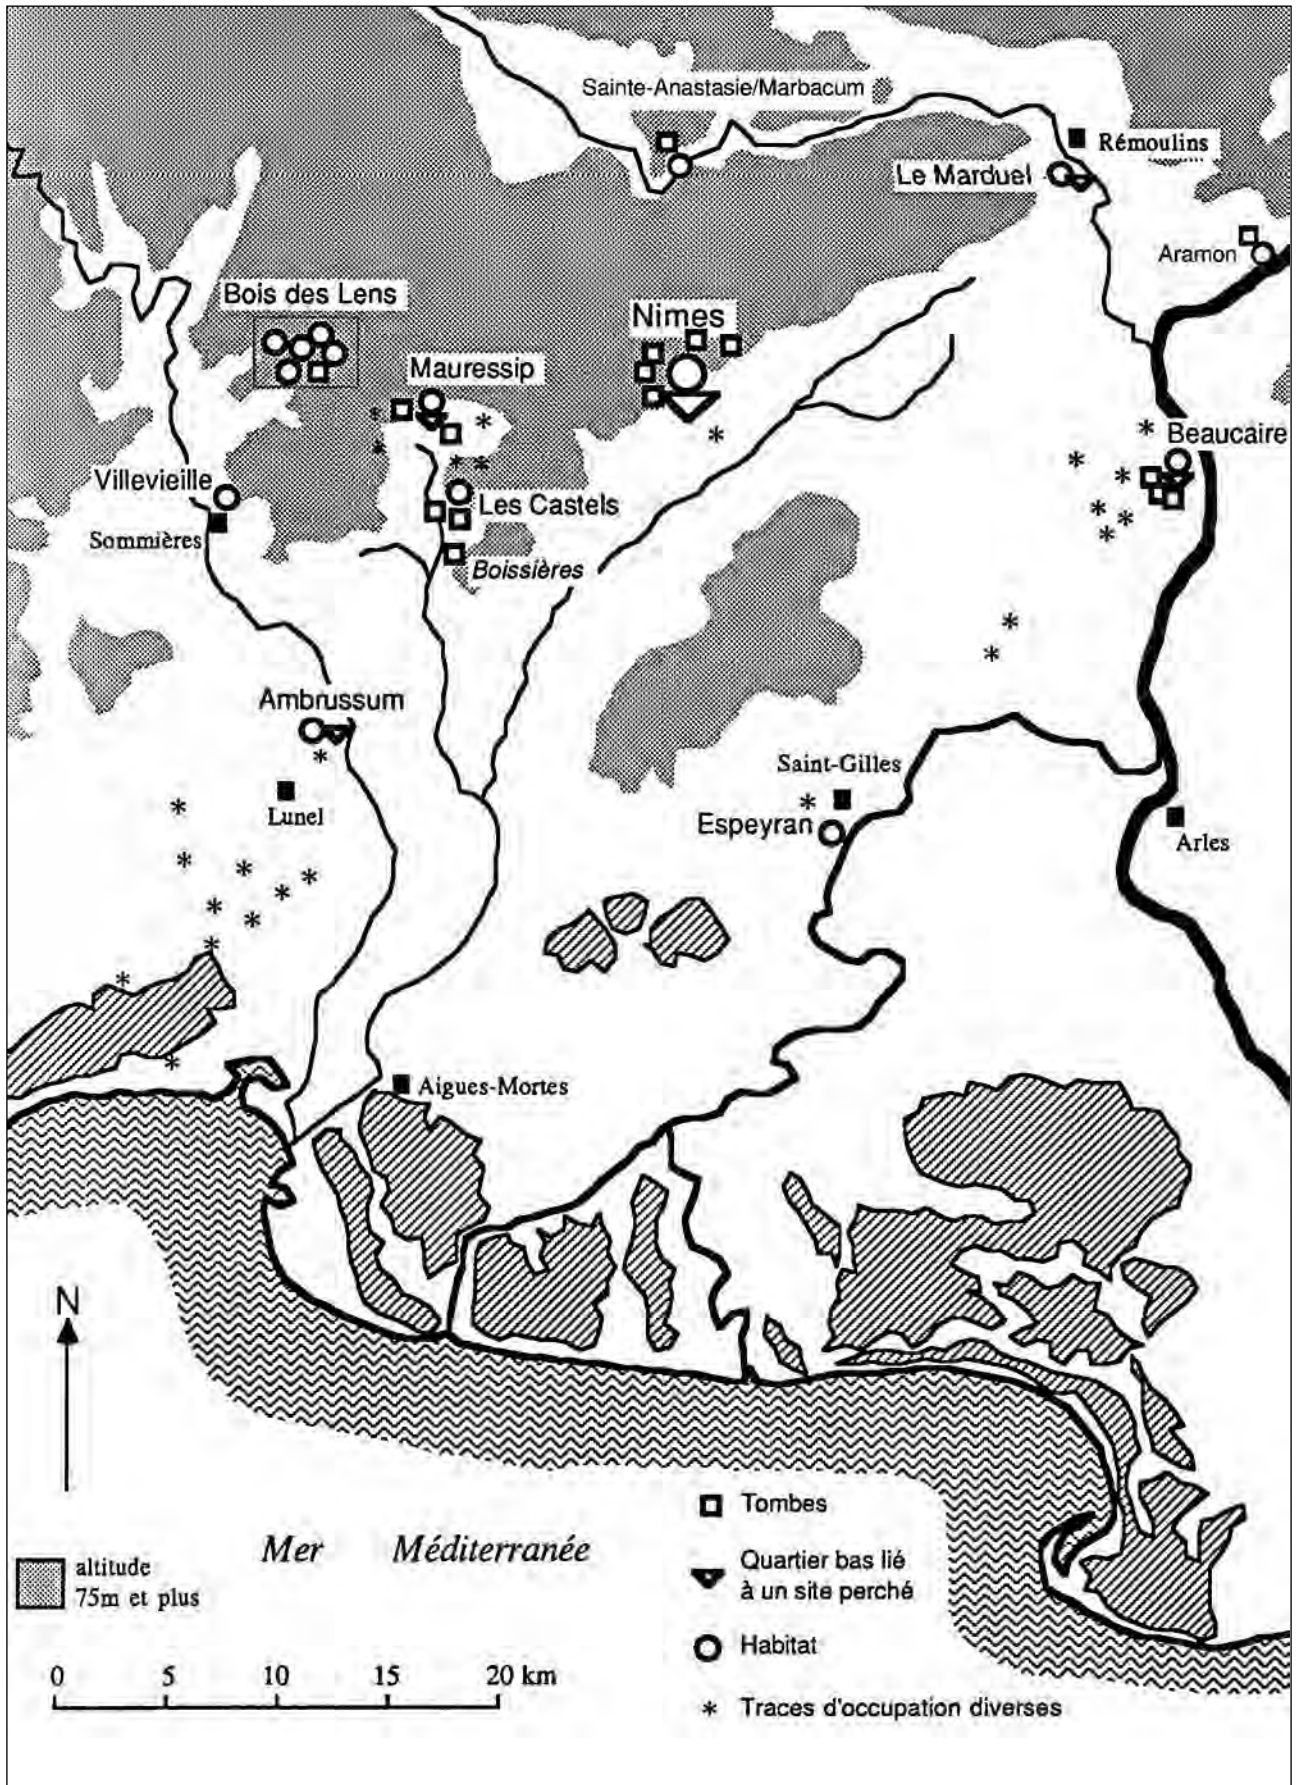 Sainte-Anastasie/Marbacum
Rémoulins
Le Marduel
Aramon
Bois des Lens
Nimes
Mauressip
Beaucaire
Villevieille
Les Castels
Sommières
Boissières
Ambrussum
Saint-Gilles
Lunel
Espeyran
Arles
Aigues-Mortes
N
Tombes
Mer Méditerranée
altitude
75m et plus
Quartier bas lié
à un site perché
Habitat
0 5 10 15 20 km
* Traces d'occupation diverses